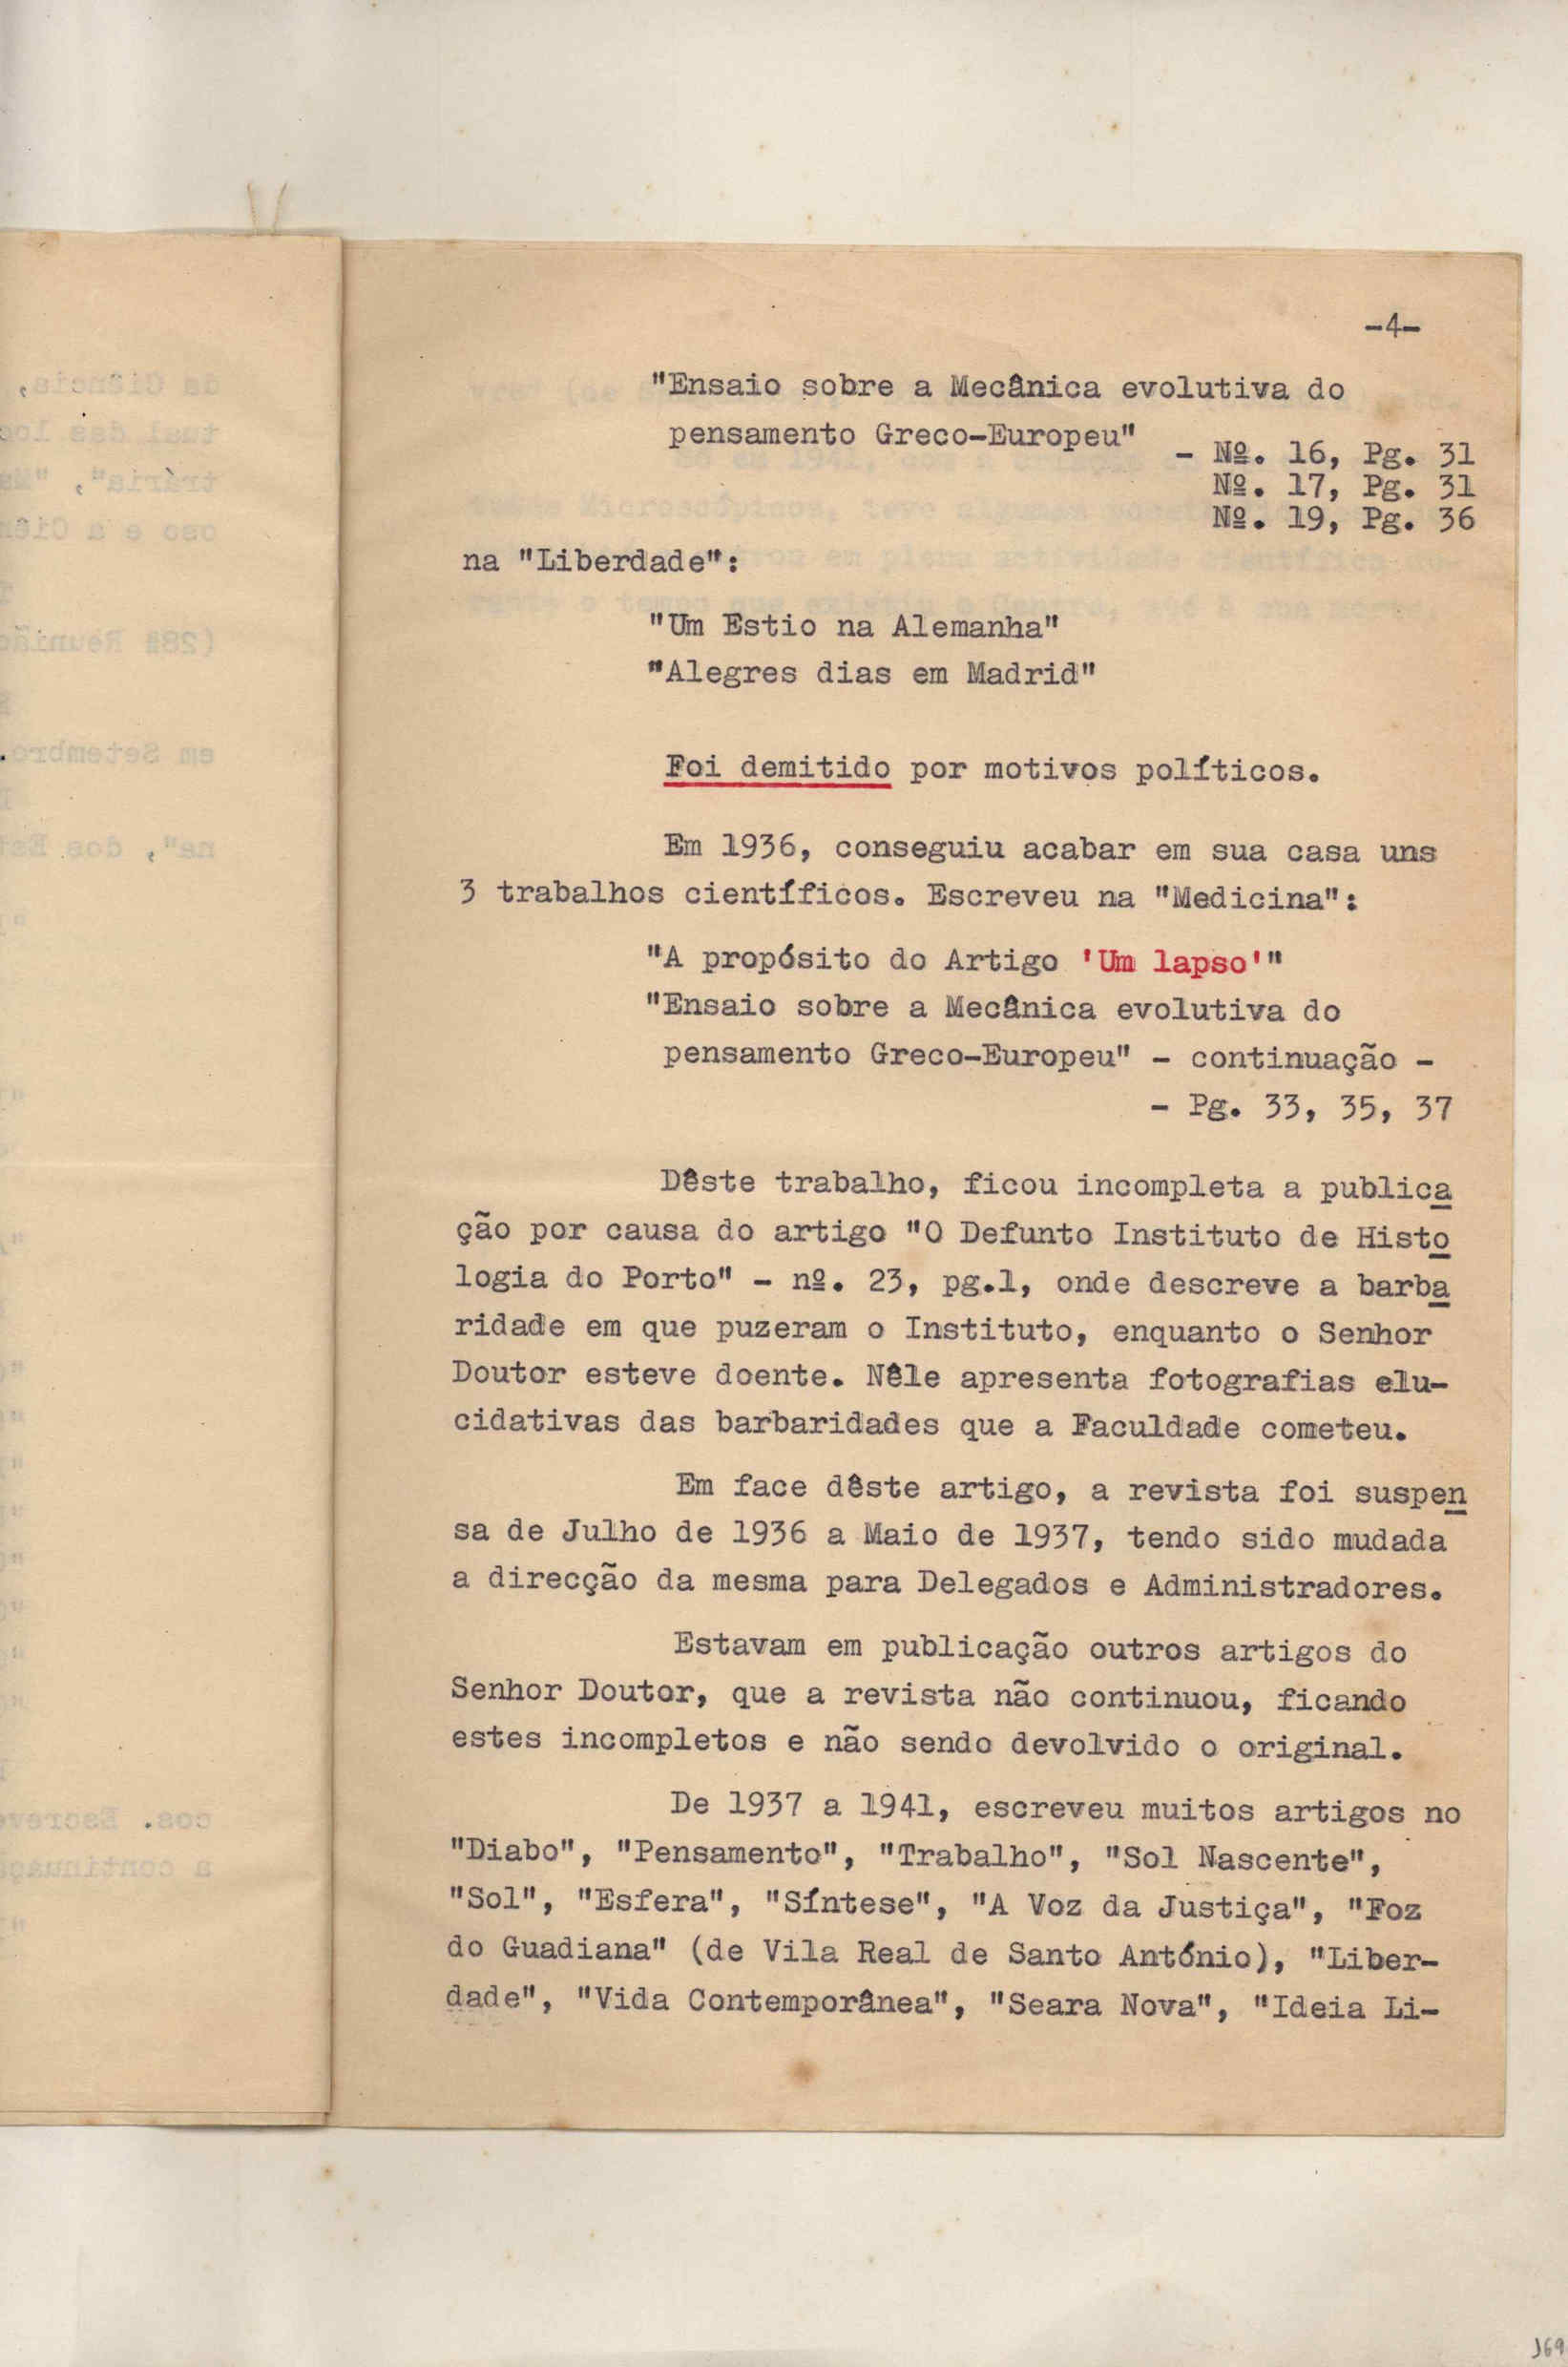 -4-
"Ensaio sobre a Mecânica evolutiva do
pensamento Greco-Europeu"
- Nº. 16, Pg. 31
Nº. 17, Pg. 31
Nº. 19, Pg. 36
na "Liberdade":
"Um Estio na Alemanha"
"Alegres dias em Madrid"
Foi demitido por motivos políticos.
Em 1936, conseguiu acabar em sua casa uns
3 trabalhos científicos. Escreveu na "Medicina":
"A propósito do Artigo 'Um lapso'"
"Ensaio sobre a Mecânica evolutiva do
pensamento Greco-Europeu" - continuação -
- Pg. 33, 35, 37
Dêste trabalho, ficou incompleta a publica
ção por causa do artigo "O Defunto Instituto de Histo
logia do Porto" - nº. 23, pg.1, onde descreve a barba
ridade em que puzeram o Instituto, enquanto o Senhor
Doutor esteve doente. Nêle apresenta fotografias elu-
cidativas das barbaridades que a Faculdade cometeu.
Em face dêste artigo, a revista foi suspen
sa de Julho de 1936 a Maio de 1937, tendo sido mudada
a direcção da mesma para Delegados e Administradores.
Estavam em publicação outros artigos do
Senhor Doutor, que a revista não continuou, ficando
estes incompletos e não sendo devolvido o original.
De 1937 a 1941, escreveu muitos artigos no
"Diabo", "Pensamento", "Trabalho", "Sol Nascente",
"Sol", "Esfera", "Síntese", "A Voz da Justiça", "Foz
do Guadiana" (de Vila Real de Santo António), "Liber-
dade", "Vida Contemporânea", "Seara Nova", "Ideia Li-